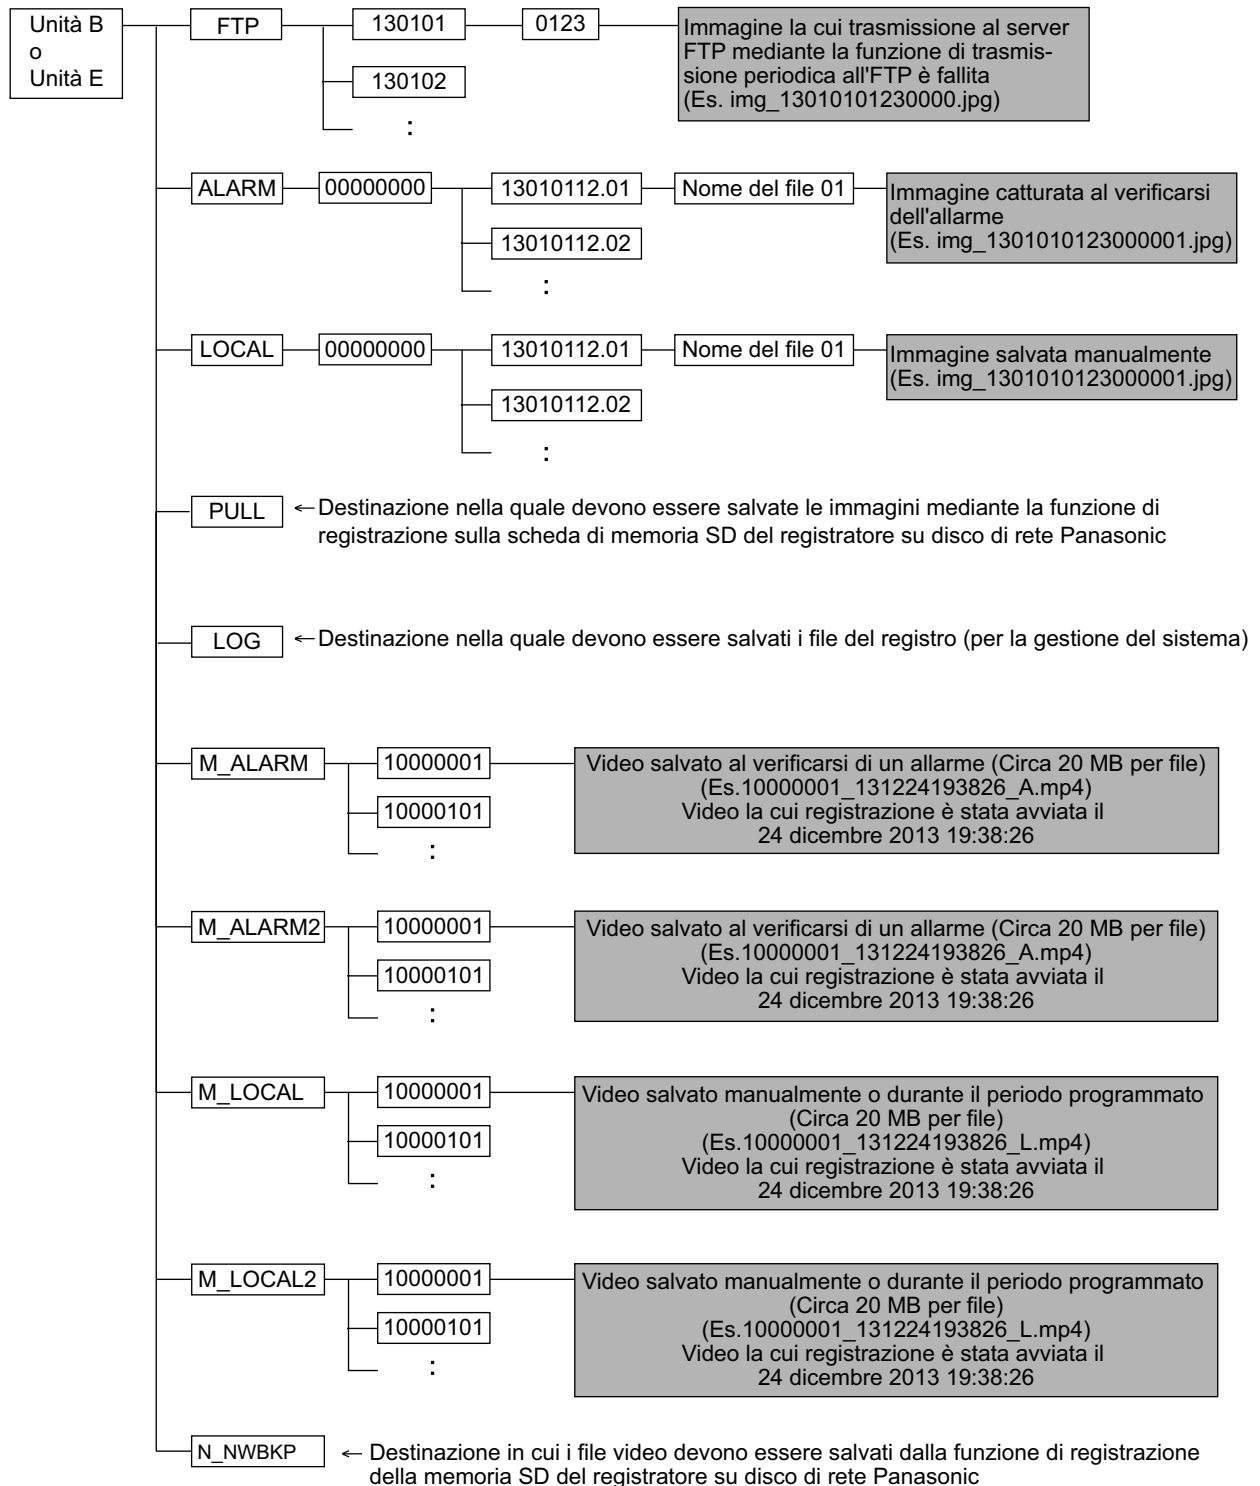 Unità B
o
Unità E
FTP
130101
0123
Immagine la cui trasmissione al server
FTP mediante la funzione di trasmis-
sione periodica all'FTP è fallita
(Es. img_13010101230000.jpg)
130102
:
ALARM
00000000
13010112.01
Nome del file 01
Immagine catturata al verificarsi
dell'allarme
(Es. img_1301010123000001.jpg)
13010112.02
:
LOCAL
00000000
13010112.01
Nome del file 01
Immagine salvata manualmente
(Es. img_1301010123000001.jpg)
13010112.02
:
PULL
←Destinazione nella quale devono essere salvate le immagini mediante la funzione di
registrazione sulla scheda di memoria SD del registratore su disco di rete Panasonic
LOG
←Destinazione nella quale devono essere salvati i file del registro (per la gestione del sistema)
M_ALARM
10000001
Video salvato al verificarsi di un allarme (Circa 20 MB per file)
(Es.10000001_131224193826_A.mp4)
Video la cui registrazione è stata avviata il
24 dicembre 2013 19:38:26
10000101
:
M_ALARM2
10000001
Video salvato al verificarsi di un allarme (Circa 20 MB per file)
(Es.10000001_131224193826_A.mp4)
Video la cui registrazione è stata avviata il
24 dicembre 2013 19:38:26
10000101
:
M_LOCAL
10000001
Video salvato manualmente o durante il periodo programmato
(Circa 20 MB per file)
(Es.10000001_131224193826_L.mp4)
Video la cui registrazione è stata avviata il
24 dicembre 2013 19:38:26
10000101
:
M_LOCAL2
10000001
Video salvato manualmente o durante il periodo programmato
(Circa 20 MB per file)
(Es.10000001_131224193826_L.mp4)
Video la cui registrazione è stata avviata il
24 dicembre 2013 19:38:26
10000101
:
N_NWBKP
← Destinazione in cui i file video devono essere salvati dalla funzione di registrazione
della memoria SD del registratore su disco di rete Panasonic